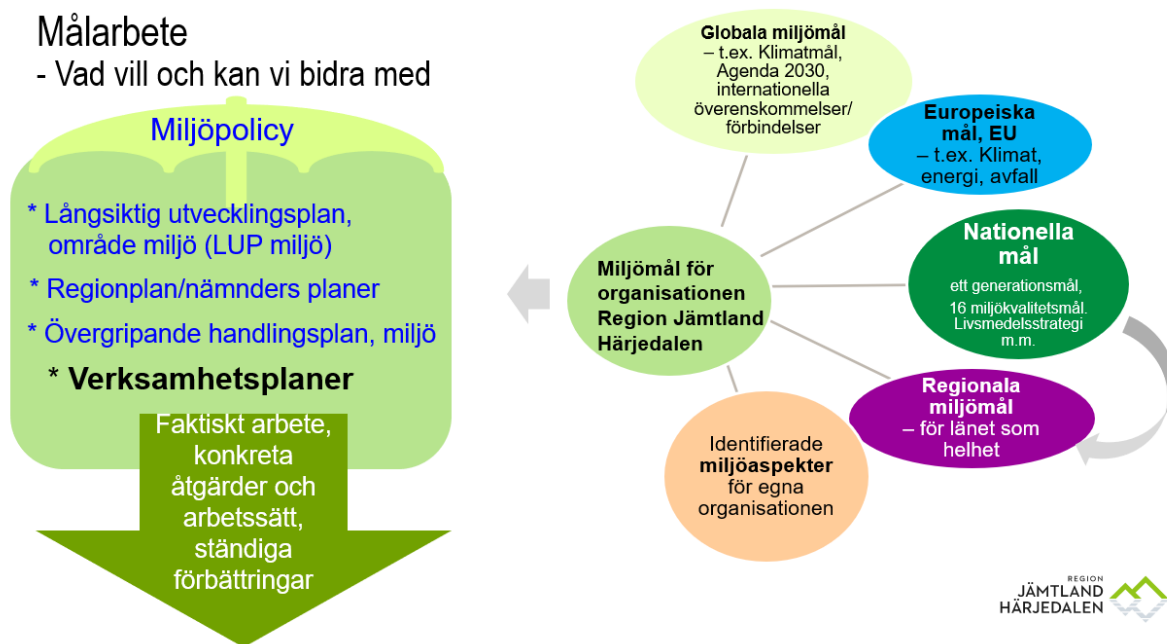 Målarbete
- Vad vill och kan vi bidra med
Miljöpolicy
* Långsiktig utvecklingsplan,
område miljö (LUP miljö)
* Regionplan/nämnders planer
* Övergripande handlingsplan, miljö
* Verksamhetsplaner
Faktiskt arbete,
konkreta
åtgärder och
arbetssätt,
ständiga
förbättringar
Globala miljömål
– t.ex. Klimatmål,
Agenda 2030,
internationella
överenskommelser/
förbindelser
Europeiska
mål, EU
– t.ex. Klimat,
energi, avfall
Nationella
mål
ett generationsmål,
16 miljökvalitetsmål.
Livsmedelsstrategi
m.m.
Regionala
miljömål
– för länet som
helhet
Identifierade
miljöaspekter
för egna
organisationen
Miljömål för
organisationen
Region Jämtland
Härjedalen
REGION
JÄMTLAND
HÄRJEDALEN